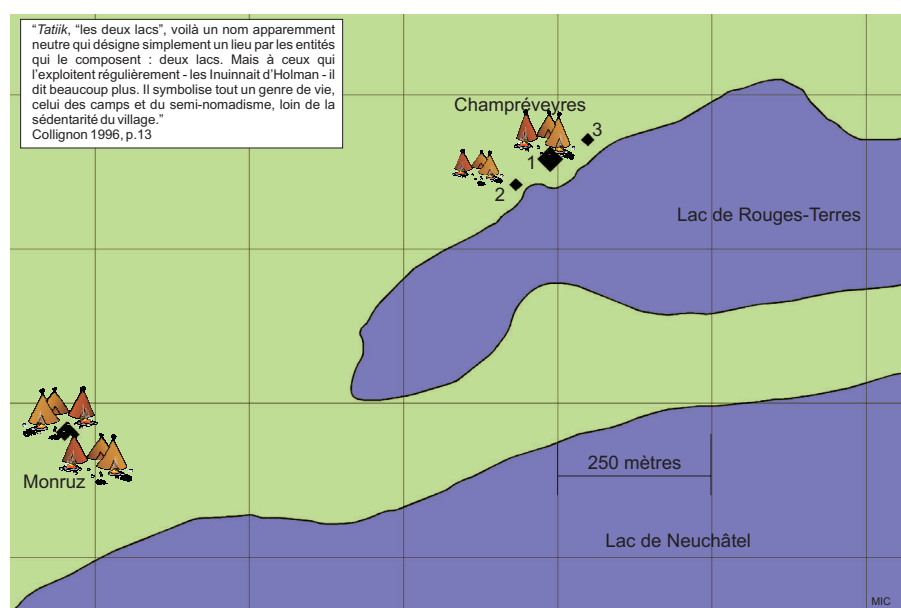 “Tatiik, “les deux lacs”, voilà un nom apparemment
neutre qui désigne simplement un lieu par les entités
qui le composent : deux lacs. Mais à ceux qui
l’exploitent régulièrement - les Inuinnait d’Holman - il
dit beaucoup plus. Il symbolise tout un genre de vie,
celui des camps et du semi-nomadisme, loin de la
sédentarité du village.”
Collignon 1996, p.13
Champréveyres
3
1
2
Lac de Rouges-Terres
Monruz
250 mètres
Lac de Neuchâtel
MIC